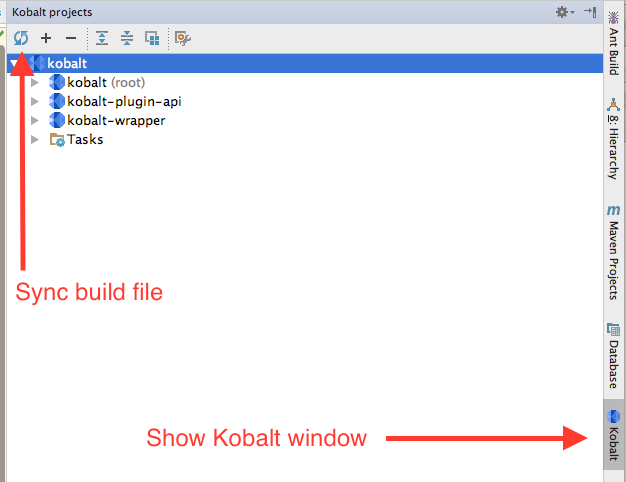 Kobalt projects
kobalt
kobalt (root)
kobalt-plugin-api
kobalt-wrapper
Tasks
Sync build file
Show Kobalt window
Ant Build
8: Hierarchy
Maven Projects
Database
Kobalt